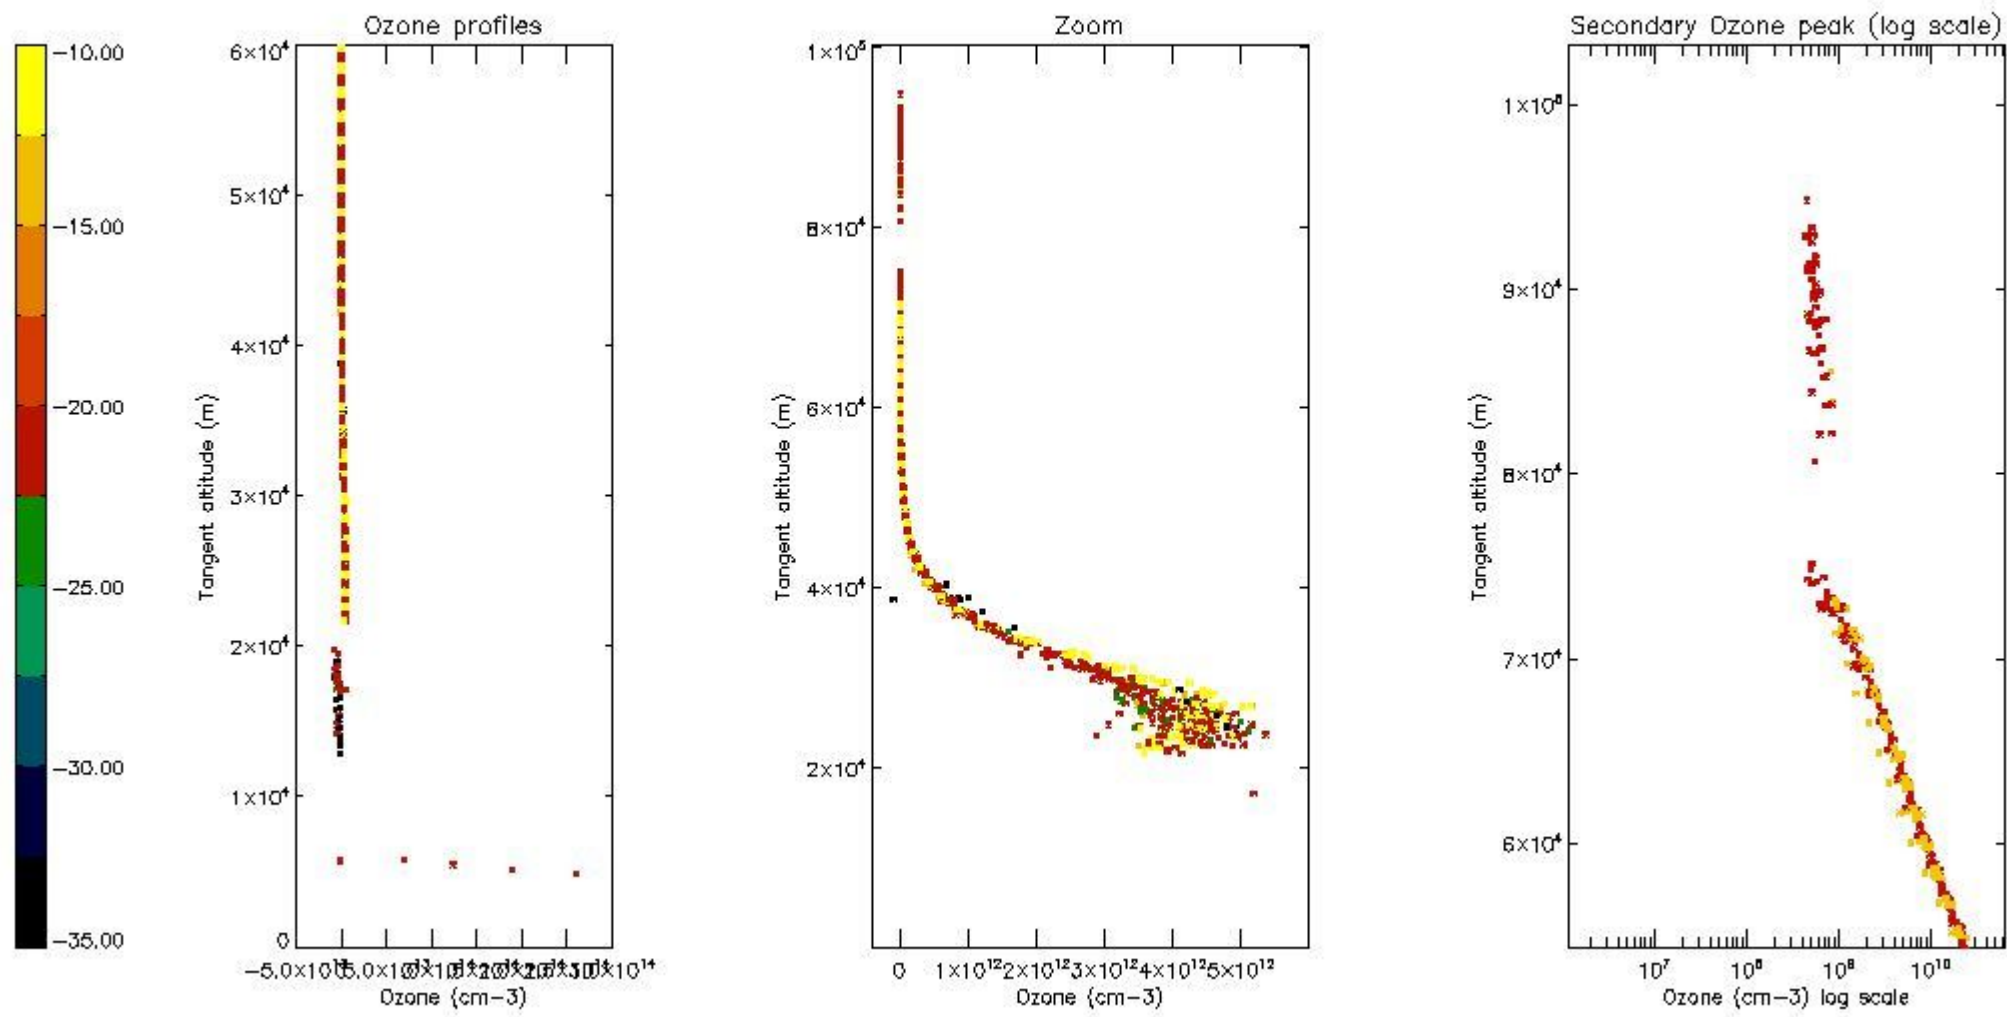 Ozone profiles
Zoom
Secondary Ozone peak (log scale)
−10.00
−15.00
−20.00
−25.00
−30.00
−35.00
6×10⁴
5×10⁴
4×10⁴
3×10⁴
2×10⁴
1×10⁴
0
Tangent altitude (m)
Ozone (cm−3)
1×10⁵
8×10⁴
6×10⁴
4×10⁴
2×10⁴
Tangent altitude (m)
0 1×10¹² 2×10¹² 3×10¹² 4×10¹² 5×10¹²
Ozone (cm−3)
9×10⁴
8×10⁴
7×10⁴
6×10⁴
Tangent altitude (m)
10⁷ 10⁸ 10⁹ 10¹⁰
Ozone (cm−3) log scale